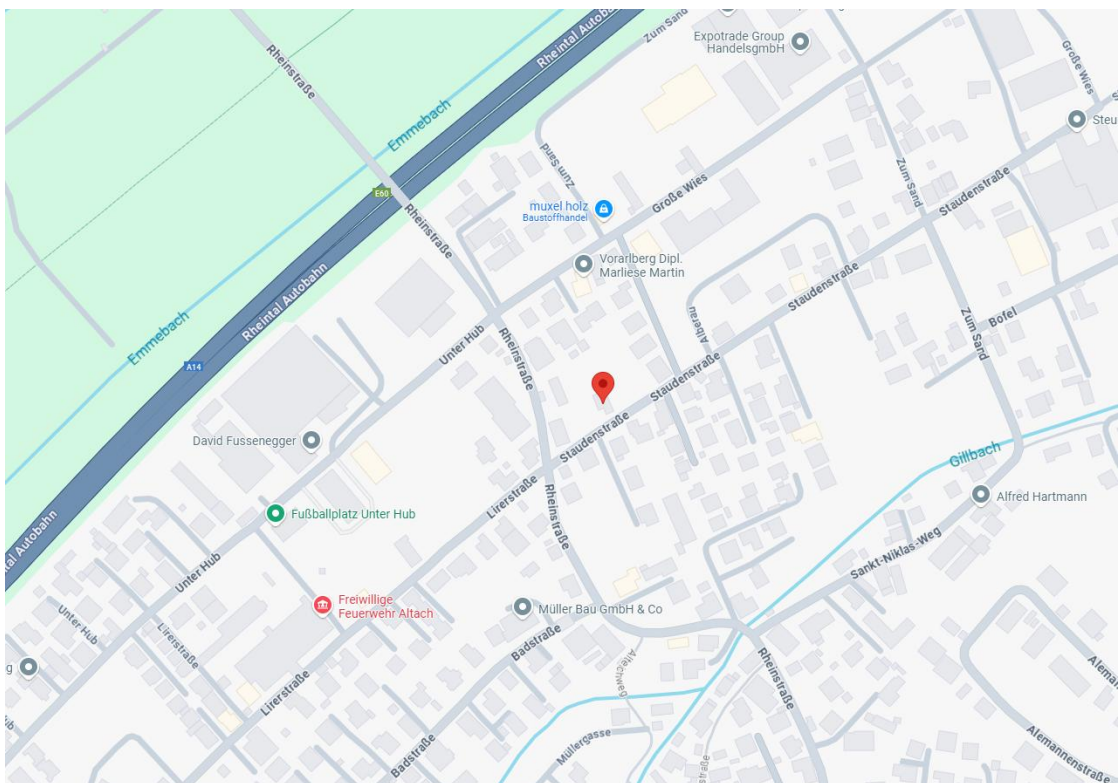 Zum Sand
Expotrade Group
HandelsgmbH
Rheintal Autobahn
Rheinstraße
Große Wies
Emmebach
Steu
E60
Zum Sand
Zum Sand
muxel holz
Baustoffhandel
Große Wies
Staudenstraße
Rheinstraße
Vorarlberg Dipl.
Marliese Martin
Rheintal Autobahn
Emmebach
Staudenstraße
Alberau
Bofel
Zum Sand
Unter Hub
Rheinstraße
A14
Staudenstraße
Staudenstraße
David Fussenegger
Gillbach
Lirerstraße
Alfred Hartmann
Fußballplatz Unter Hub
Rheinstraße
Autobahn
Sankt-Niklas-Weg
Unter Hub
Freiwillige
Feuerwehr Altach
Müller Bau GmbH & Co
Unter Hub
Lirerstraße
Badstraße
g
Rheinstraße
Lirerstraße
Müllergasse
Badstraße
Alemannenstraße